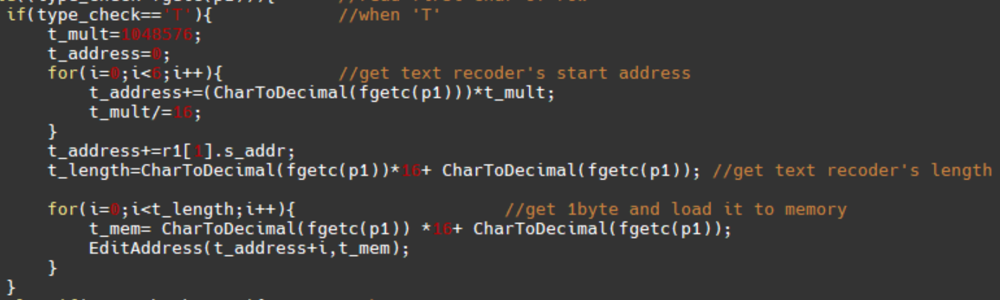 if(type_check=='T'){ //when 'T'
t_mult=1048576;
t_address=0;
for(i=0;i<6;i++){ //get text recoder's start address
t_address+=(CharToDecimal(fgetc(p1)))*t_mult;
t_mult/=16;
}
t_address+=r1[1].s_addr;
t_length=CharToDecimal(fgetc(p1))*16+ CharToDecimal(fgetc(p1)); //get text recoder's length
for(i=0;i<t_length;i++){ //get 1byte and load it to memory
t_mem= CharToDecimal(fgetc(p1)) *16+ CharToDecimal(fgetc(p1));
EditAddress(t_address+i,t_mem);
}
}